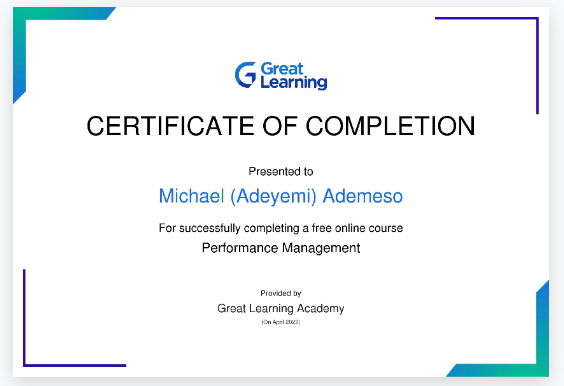 Great
Learning
CERTIFICATE OF COMPLETION
Presented to
Michael (Adeyemi) Ademeso
For successfully completing a free online course
Performance Management
Provided by
Great Learning Academy
(On April 2023)